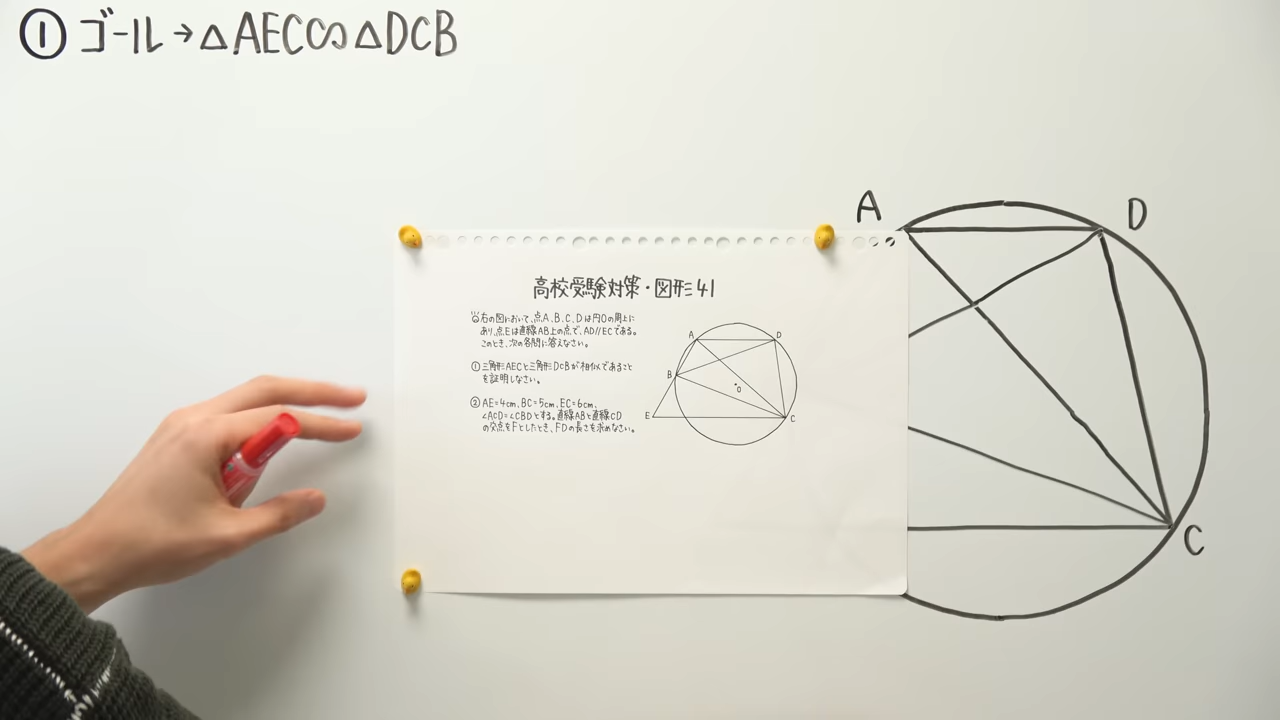 ① ゴール→△AEC∽△DCB
A
D
C
高校受験対策・図形41
右の図において、点A、B、C、Dは円Oの周上に
あり、点Eは直線AB上の点で、AD//ECである。
このとき、次の各問に答えなさい。
① 三角形AECと三角形DCBが相似であること
を証明しなさい。
② AE=4cm、BC=5cm、EC=6cm、
∠ACD=∠CBDとする。直線ABと直線CD
の交点をFとしたとき、FDの長さを求めなさい。
A
D
B
O
E
C